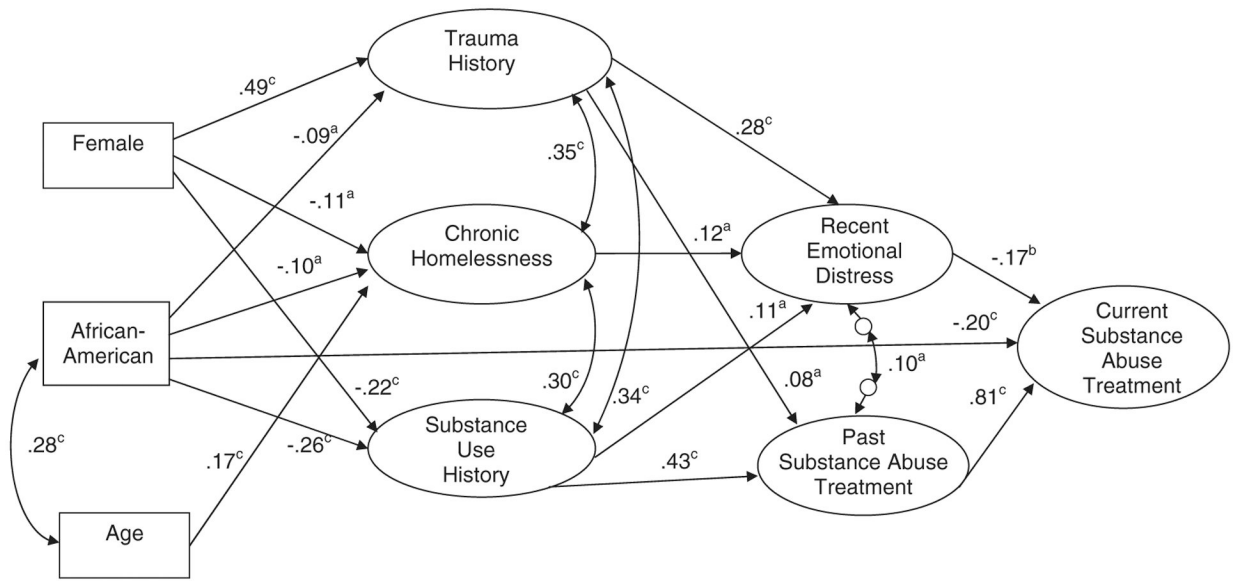 Trauma
History
.49ᶜ
Female
-.09ᵃ
.28ᶜ
.35ᶜ
-.11ᵃ
Chronic
Homelessness
.12ᵃ
Recent
Emotional
Distress
-.17ᵇ
-.10ᵃ
African-
American
.11ᵃ
-.20ᶜ
Current
Substance
Abuse
Treatment
-.22ᶜ
.30ᶜ
.34ᶜ
.08ᵃ
.10ᵃ
.81ᶜ
.28ᶜ
-.26ᶜ
.17ᶜ
Substance
Use
History
.43ᶜ
Past
Substance Abuse
Treatment
Age